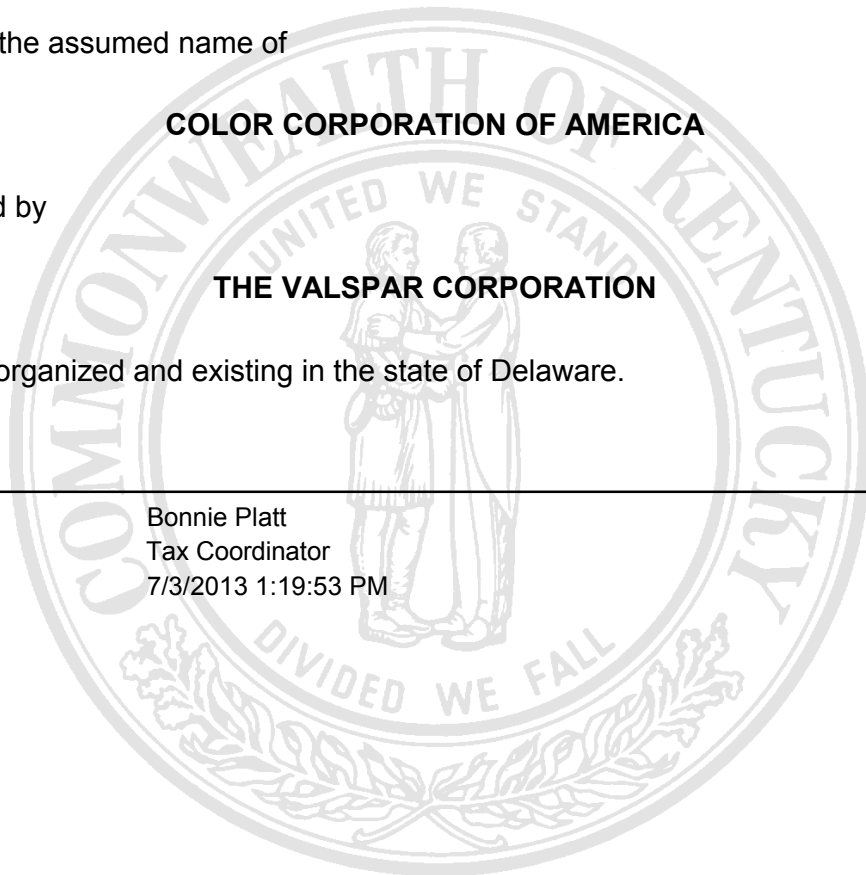 the assumed name of
COLOR CORPORATION OF AMERICA
d by
THE VALSPAR CORPORATION
organized and existing in the state of Delaware.
Bonnie Platt
Tax Coordinator
7/3/2013 1:19:53 PM
COMMONWEALTH OF KENTUCKY
UNITED WE STAND
DIVIDED WE FALL